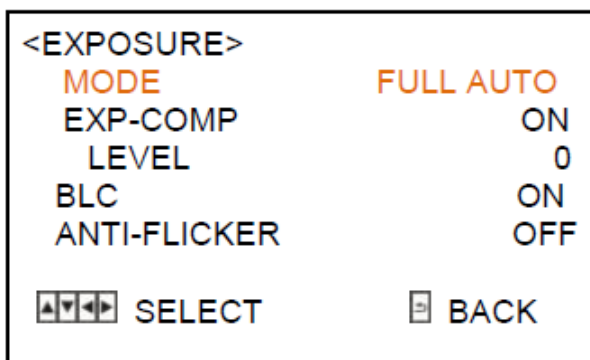 <EXPOSURE>
MODE FULL AUTO
EXP-COMP ON
LEVEL 0
BLC ON
ANTI-FLICKER OFF
SELECT BACK